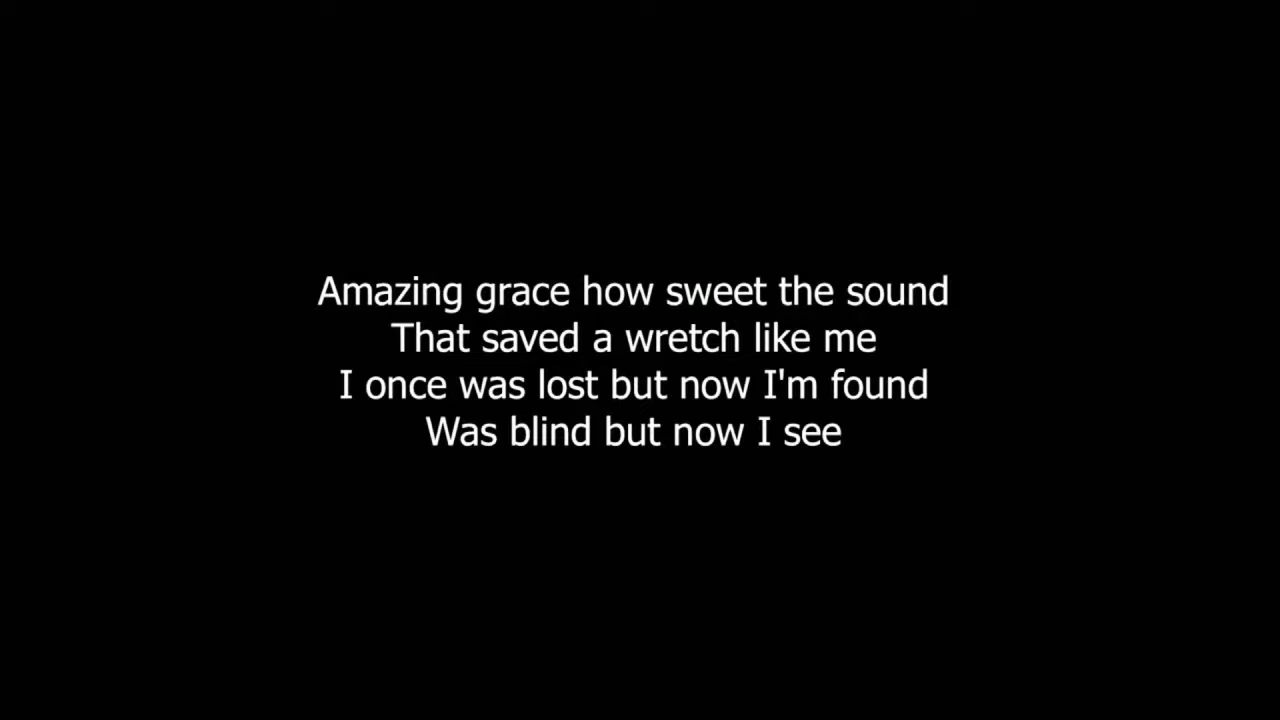 Amazing grace how sweet the sound
That saved a wretch like me
I once was lost but now I'm found
Was blind but now I see